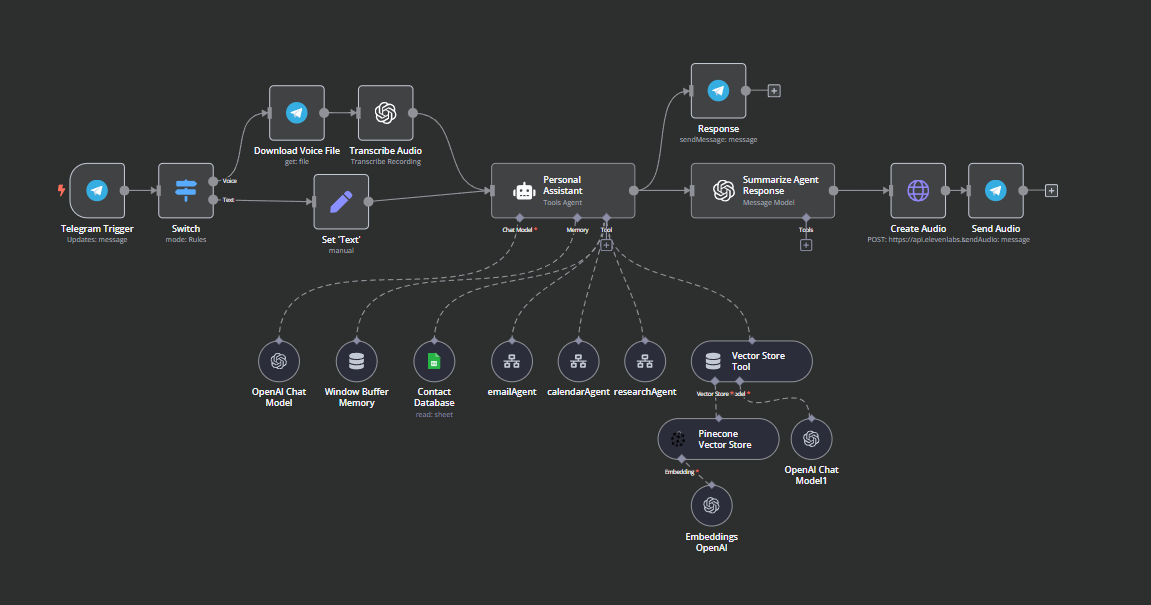 Response
sendMessage: message
Download Voice File
get: file
Transcribe Audio
Transcribe Recording
Voice
Text
Telegram Trigger
Updates: message
Switch
mode: Rules
Set 'Text'
manual
Personal
Assistant
Tools Agent
Chat Model *
Memory
Tool
Summarize Agent
Response
Message Model
Tools
Create Audio
POST: https://api.elevenlabs.
Send Audio
sendAudio: message
OpenAI Chat
Model
Window Buffer
Memory
Contact
Database
read: sheet
emailAgent
calendarAgent
researchAgent
Vector Store
Tool
Vector Store *
Pinecone
Vector Store
Embedding *
OpenAI Chat
Model1
Embeddings
OpenAI